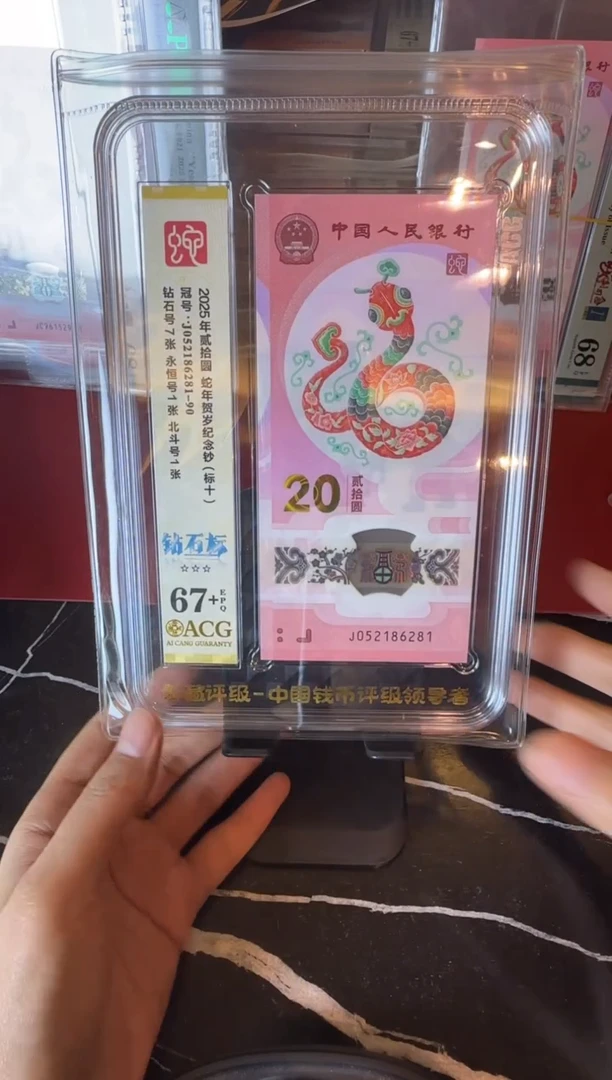 蛇
2025年贰拾圆 蛇年贺岁纪念钞(标十)
冠号:J052186281-90
钻石号7张 永恒号1张 北斗号1张
钻石标
☆☆☆
67+EPQ
ACG
AI CANG GUARANTY
中国人民银行
蛇
20
贰拾圆
J052186281
藏评级-中国钱币评级领导者
ACG
68